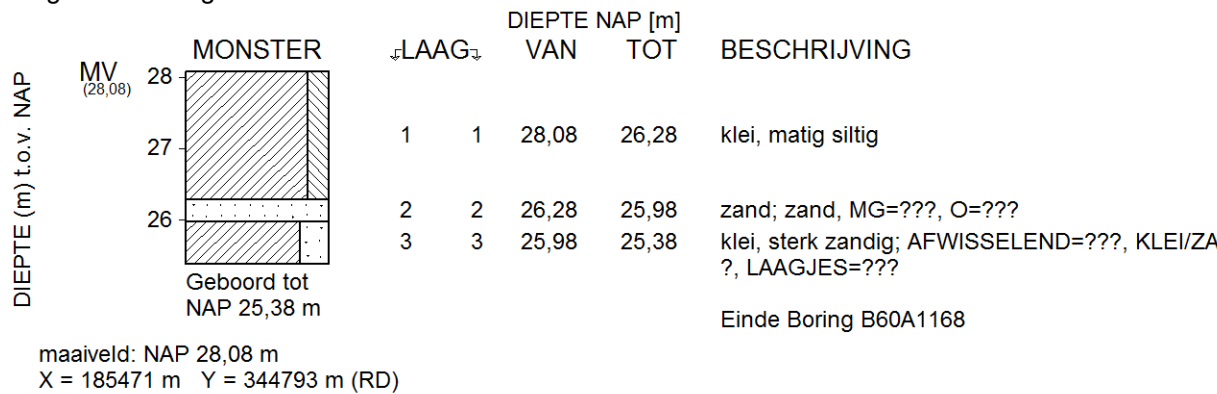 DIEPTE NAP [m]
MONSTER LAAG VAN TOT BESCHRIJVING
DIEPTE (m) t.o.v. NAP
MV 28
(28,08)
1 1 28,08 26,28 klei, matig siltig
27
2 2 26,28 25,98 zand; zand, MG=???, O=???
26
3 3 25,98 25,38 klei, sterk zandig; AFWISSELEND=???, KLEI/ZA
?, LAAGJES=???
Geboord tot
NAP 25,38 m
Einde Boring B60A1168
maaiveld: NAP 28,08 m
X = 185471 m Y = 344793 m (RD)